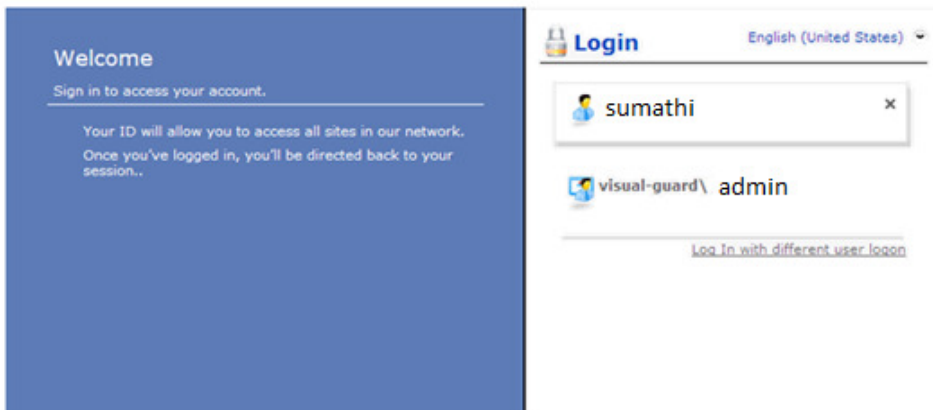 Welcome
Sign in to access your account.
Your ID will allow you to access all sites in our network.
Once you've logged in, you'll be directed back to your
session..
Login
English (United States)
sumathi
visual-guard\ admin
Log In with different user logon